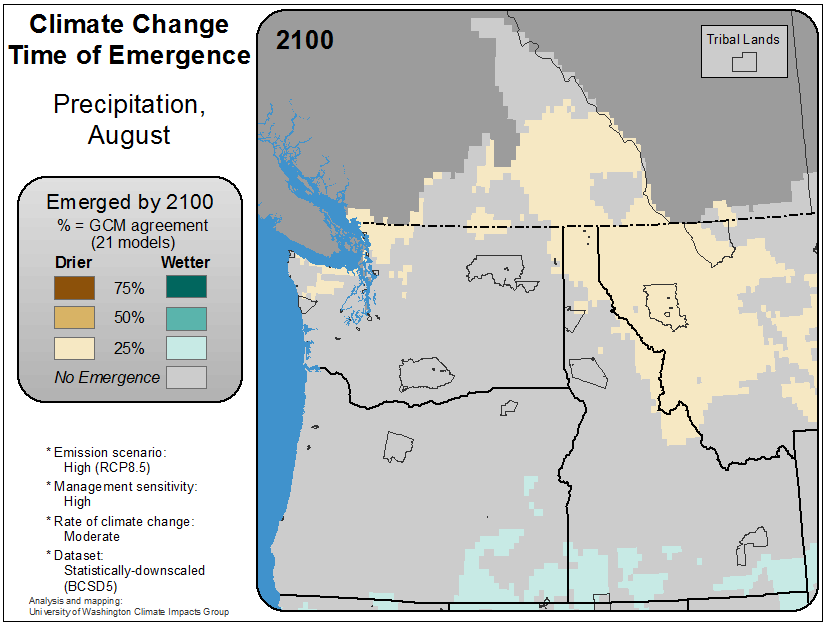 Climate Change
Time of Emergence
Precipitation,
August
Emerged by 2100
% = GCM agreement
(21 models)
Drier Wetter
75%
50%
25%
No Emergence
* Emission scenario:
High (RCP8.5)
* Management sensitivity:
High
* Rate of climate change:
Moderate
* Dataset:
Statistically-downscaled
(BCSD5)
Analysis and mapping:
University of Washington Climate Impacts Group
2100
Tribal Lands